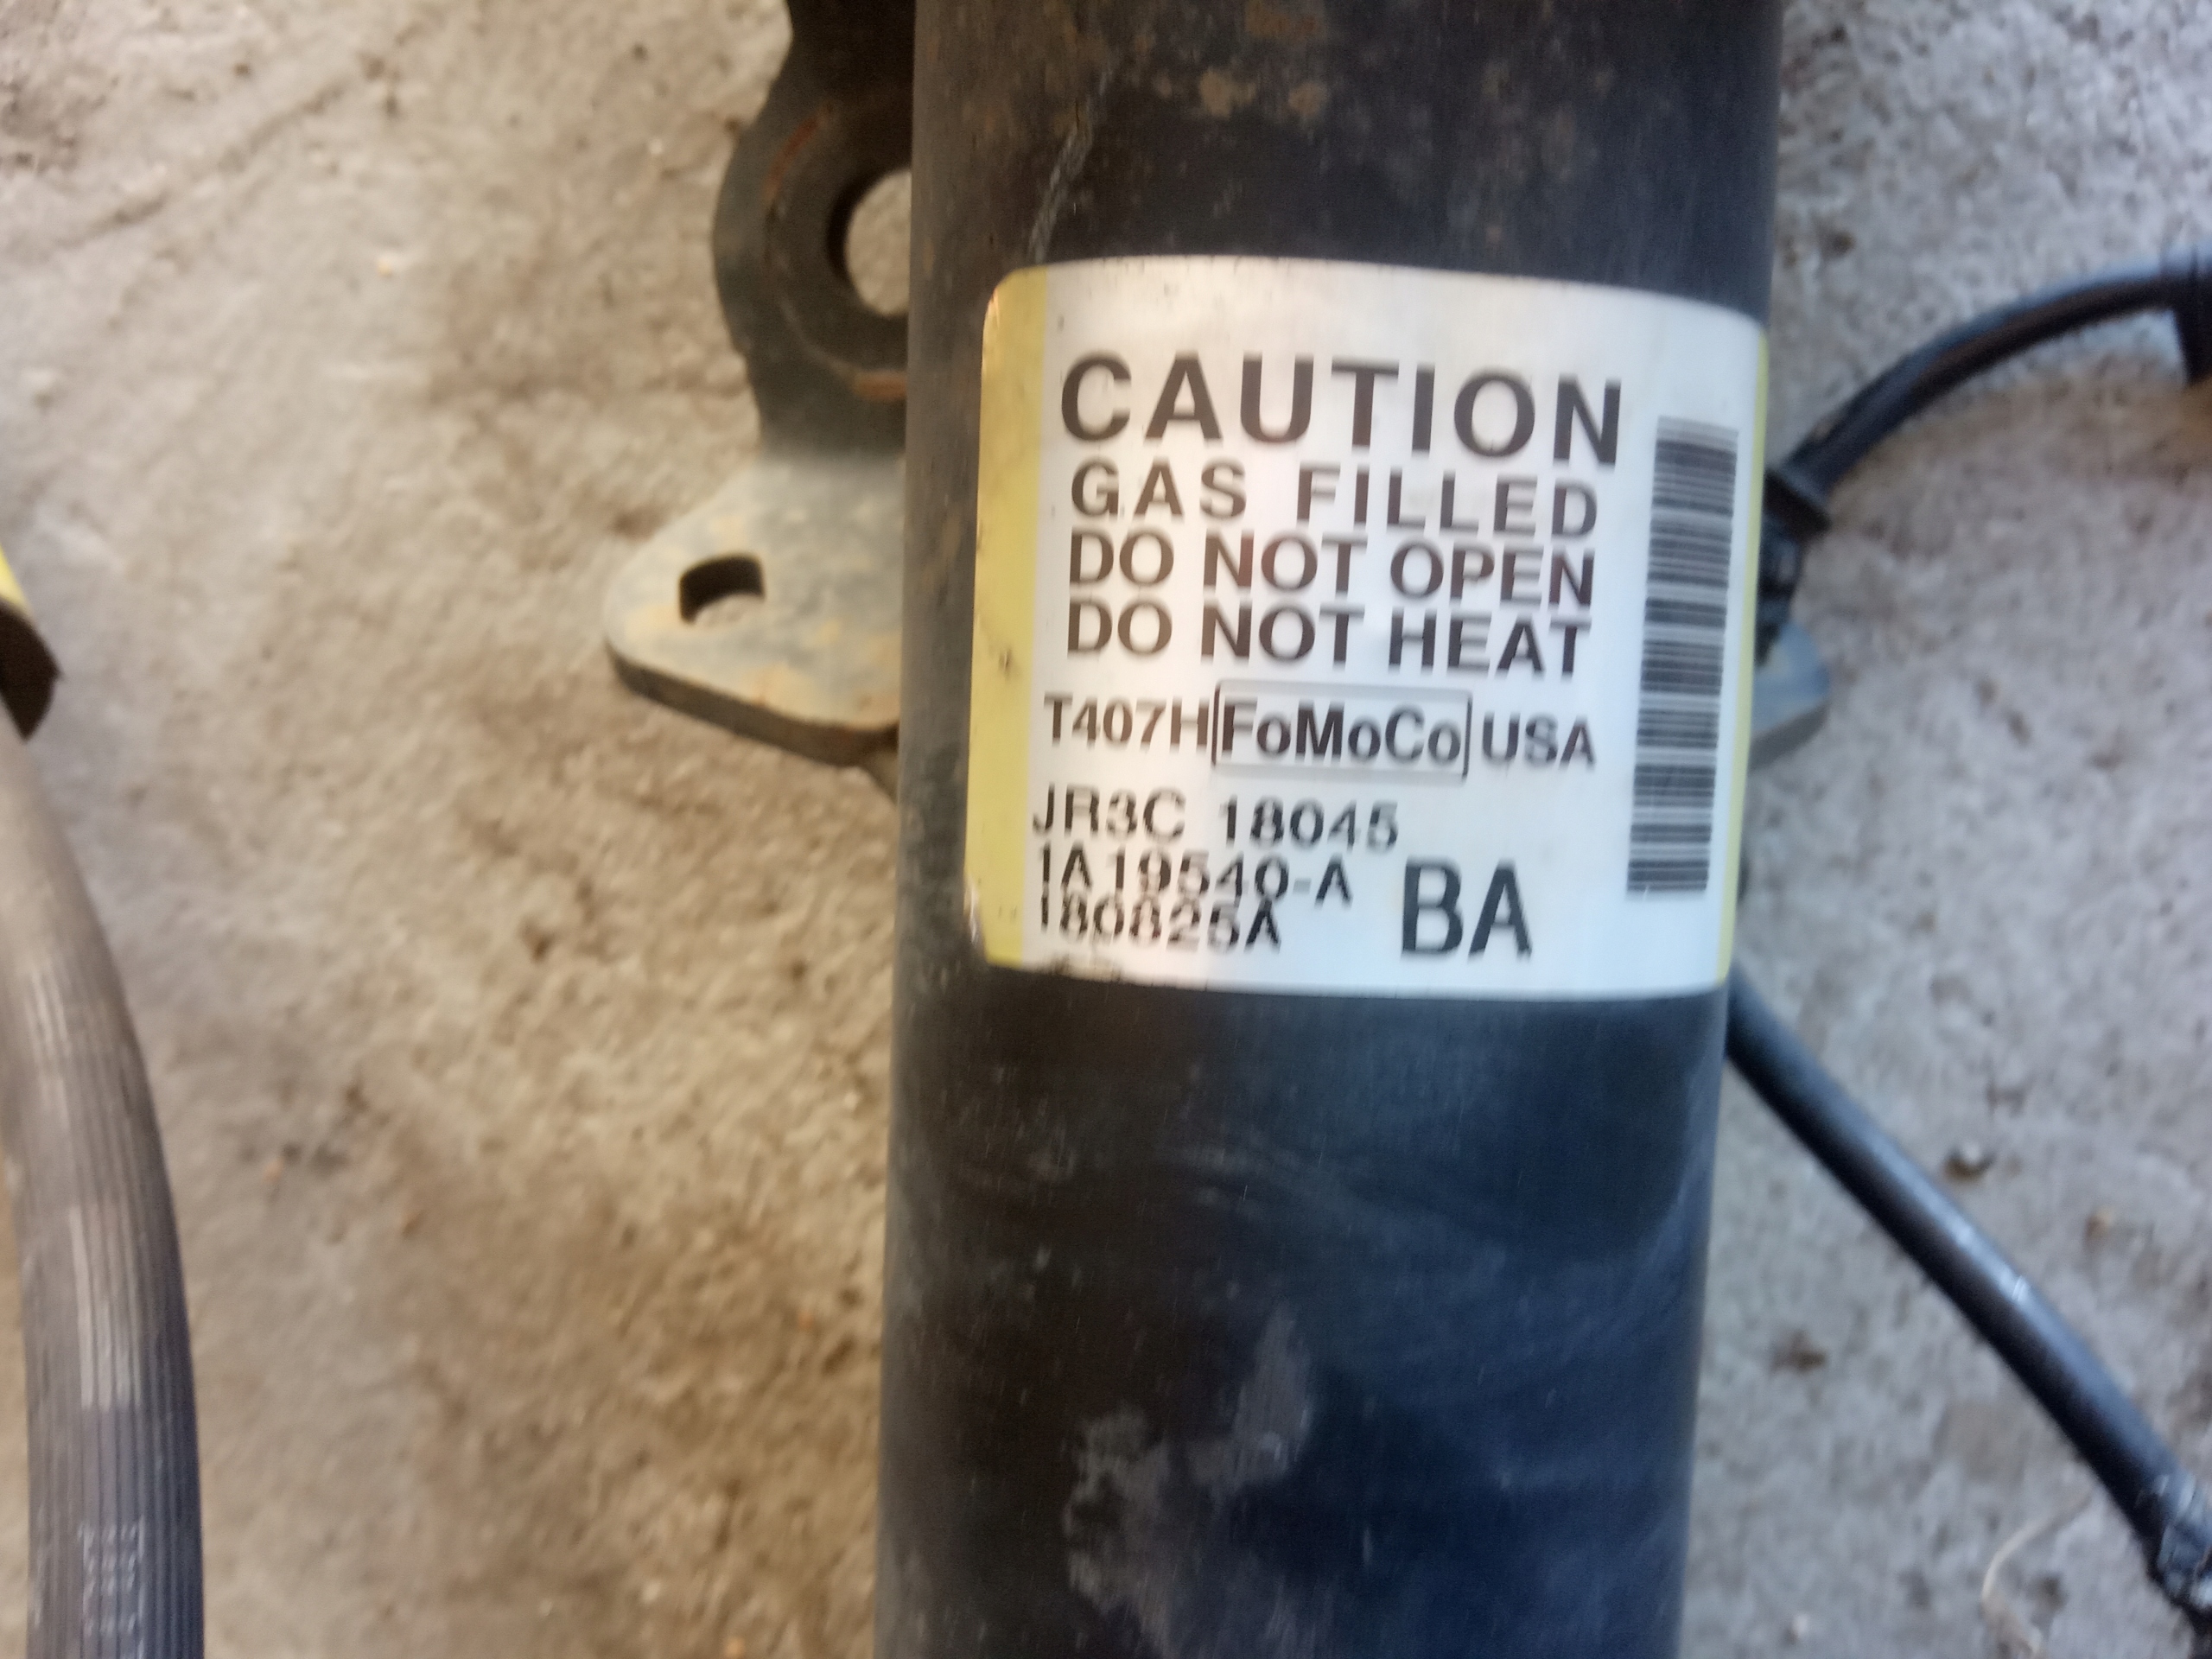 CAUTION
GAS FILLED
DO NOT OPEN
DO NOT HEAT
T407H FoMoCo USA
JR3C 18045
1A19540-A
BA
180825A